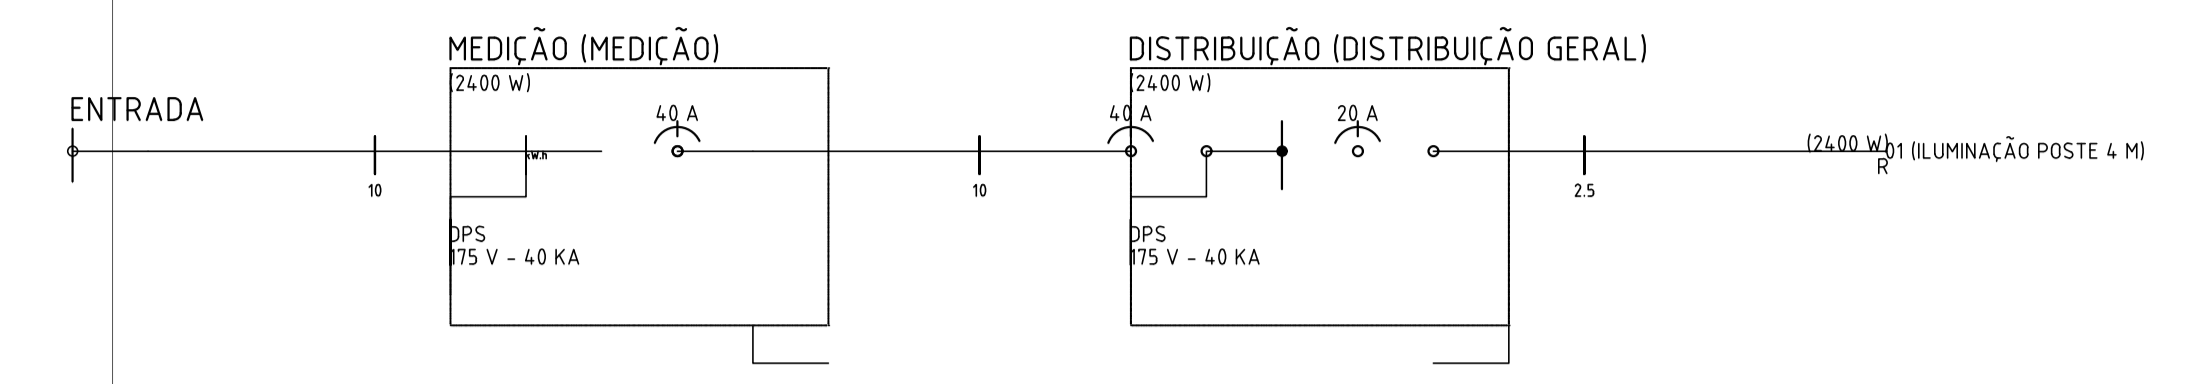 MEDIÇÃO (MEDIÇÃO)
DISTRIBUIÇÃO (DISTRIBUIÇÃO GERAL)
(2400 W)
(2400 W)
ENTRADA
40 A
40 A
20 A
kW.h
(2400 W)
01 (ILUMINAÇÃO POSTE 4 M)
R
10
10
2.5
DPS
175 V - 40 KA
DPS
175 V - 40 KA